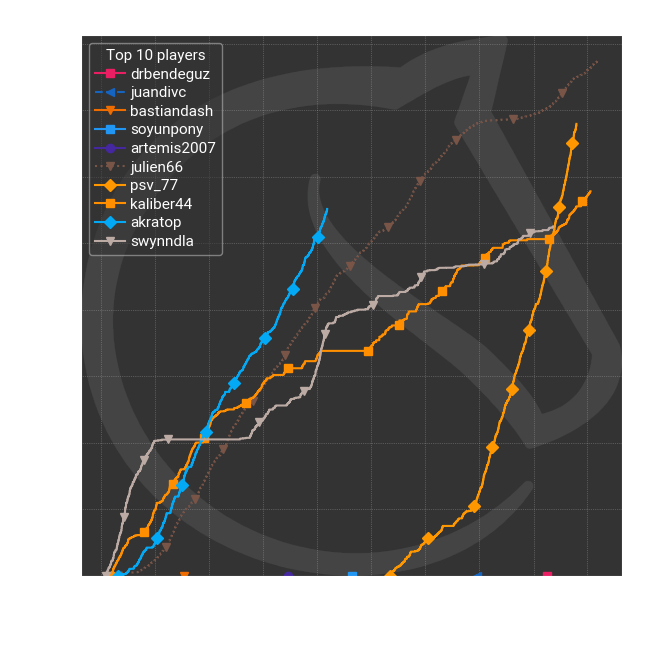 Top 10 players
drbendeguz
juandivc
bastiandash
soyunpony
artemis2007
julien66
psv_77
kaliber44
akratop
swynndla